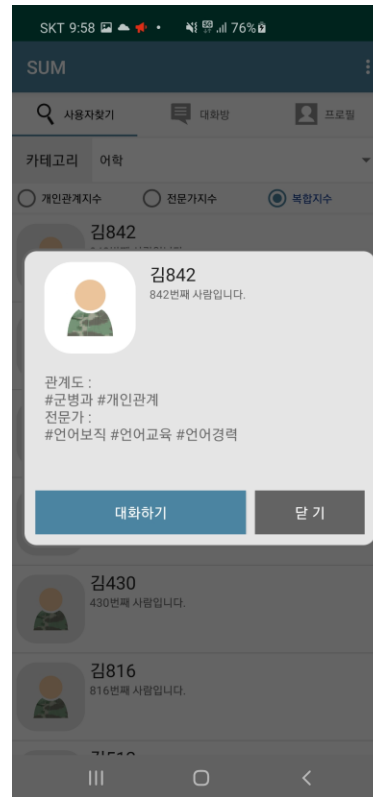 SKT 9:58 76%
SUM
사용자찾기 대화방 프로필
카테고리 어학
개인관계지수 전문가지수 복합지수
김842
김842
842번째 사람입니다.
관계도 :
#군병과 #개인관계
전문가 :
#언어보직 #언어교육 #언어경력
대화하기 닫 기
김430
430번째 사람입니다.
김816
816번째 사람입니다.